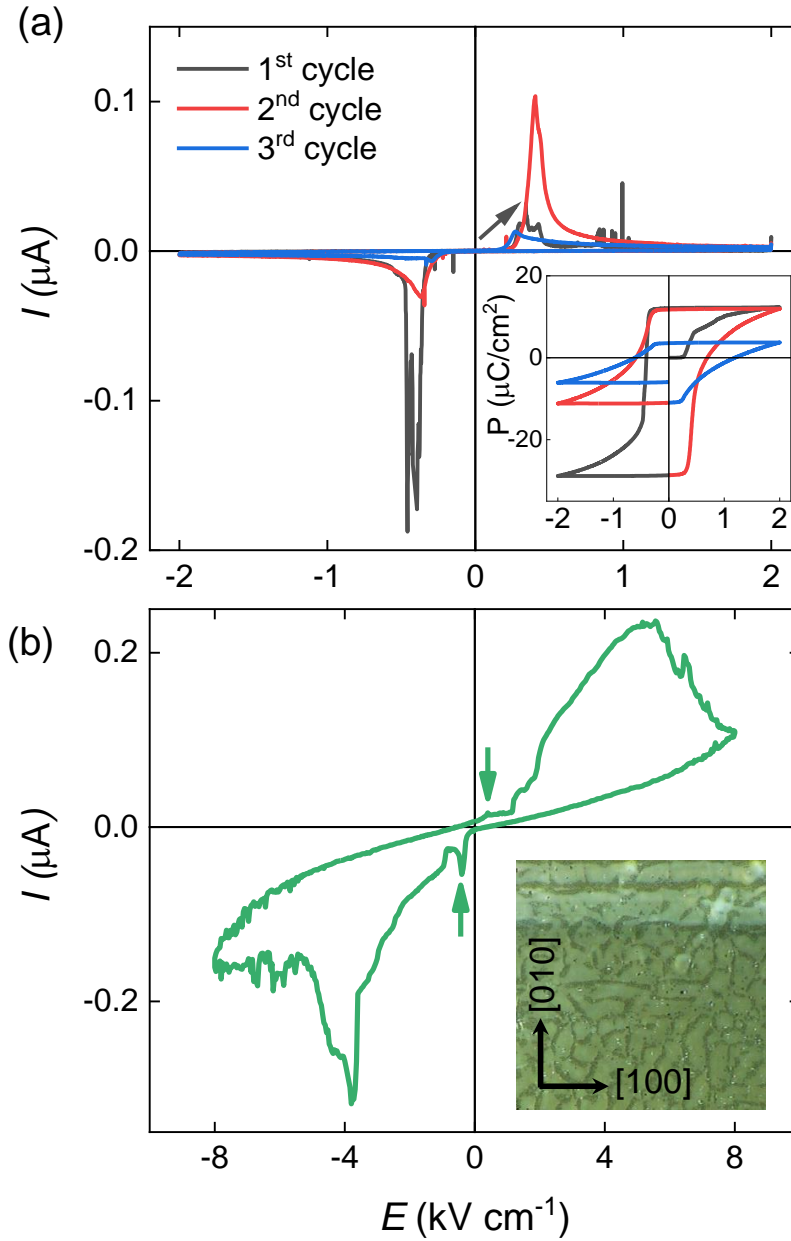 (a)
1st cycle
2nd cycle
3rd cycle
0.1
0.0
-0.1
-0.2
I (μA)
-2 -1 0 1 2
20
0
-20
P (μC/cm²)
-2 -1 0 1 2
(b)
0.2
0.0
-0.2
I (μA)
[010]
[100]
-8 -4 0 4 8
E (kV cm⁻¹)